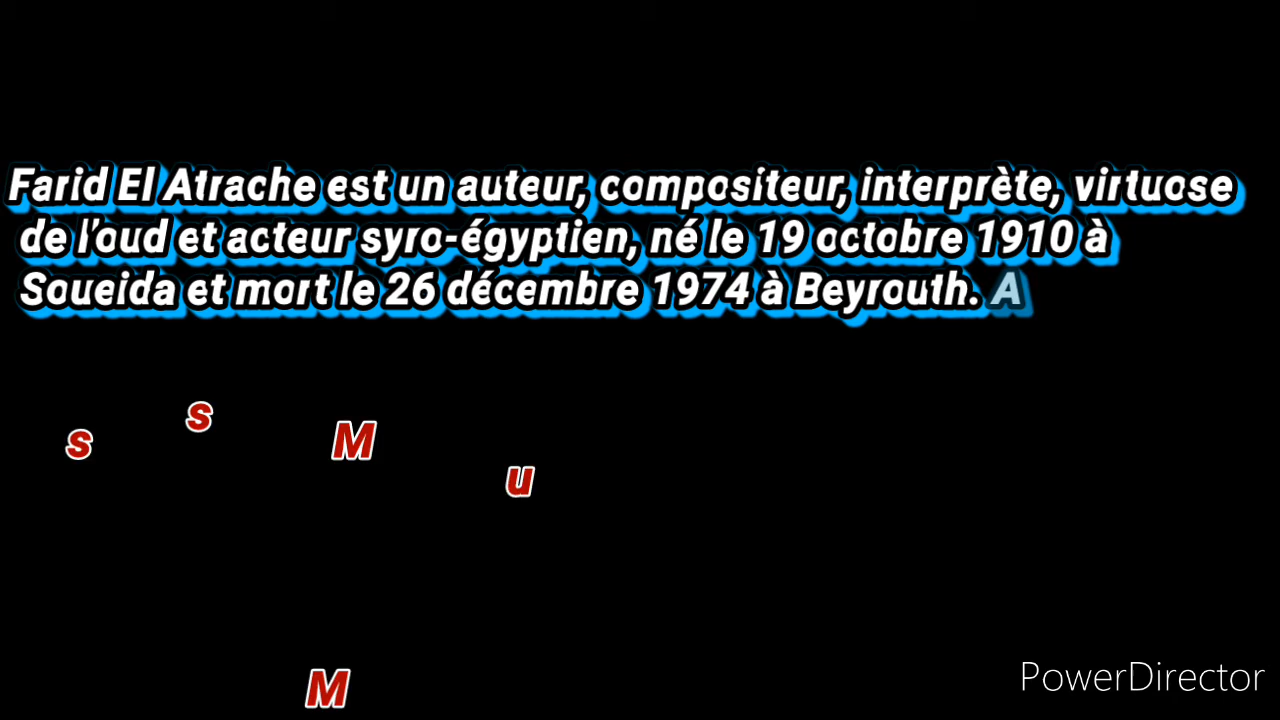 Farid El Atrache est un auteur, compositeur, interprète, virtuose
de l'oud et acteur syro-égyptien, né le 19 octobre 1910 à
Soueida et mort le 26 décembre 1974 à Beyrouth. A
s
s
M
u
M
PowerDirector